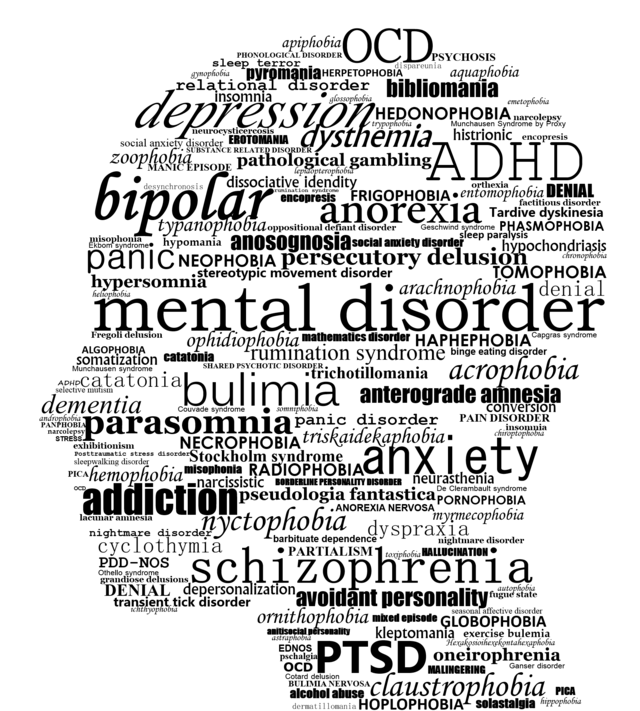 apiphobia OCD
PHONOLOGICAL DISORDER PSYCHOSIS
sleep terror dispareunia
gynophobia pyromania HERPETOPHOBIA aquaphobia
relational disorder bibliomania
insomnia glossophobia emetophobia
depression HEDONOPHOBIA narcolepsy
trypophobia Munchausen Syndrome by Proxy
neurocysticercosis dysthemia histrionic encopresis
social anxiety disorder EROTOMANIA
SUBSTANCE RELATED DISORDER ADHD
zoophobia MANIC EPISODE pathological gambling
lepdopterophobia
desynchronosis dissociative idendity orthexia
bipolar rumination syndrome entomophobia DENIAL
encopresis FRIGOPHOBIA factitious disorder
anorexia Tardive dyskinesia
typanophobia oppositional defiant disorder Geschwind syndrome PHASMOPHOBIA
misophonia hypomania anosognosia social anxiety disorder sleep paralysis
Ekbom syndrome hypochondriasis
panic NEOPHOBIA persecutory delusion chronophobia
stereotypic movement disorder TOMOPHOBIA
hypersomnia arachnophobia denial
heliophobia
mental disorder
Fregoli delusion ophidiophobia mathematics disorder HAPHEPHOBIA Capgras syndrome
ALGOPHOBIA rumination syndrome binge eating disorder
somatization catatonia
Munchausen syndrome SHARED PSYCHOTIC DISORDER trichotillomania acrophobia
ADHD catatonia bulimia
selective mutism anterograde amnesia
dementia Couvade syndrome somniphobia conversion
androphobia parasomnia panic disorder PAIN DISORDER
PANPHOBIA insomnia
narcolepsy triskaidekaphobia chiroptophobia
STRESS NECROPHOBIA
exhibitionism anxiety
Posttraumatic stress disorder Stockholm syndrome
sleepwalking disorder misophonia RADIOPHOBIA
PICA hemophobia narcissistic BORDERLINE PERSONALITY DISORDER neurasthenia
OCD De Clerambault syndrome
addiction pseudologia fantastica PORNOPHOBIA
ANOREXIA NERVOSA myrmecophobia
lacunar amnesia nyctophobia dyspraxia
nightmare disorder barbituate dependence nightmare disorder
cyclothymia PARTIALISM toxiphobia HALLUCINATION
PDD-NOS schizophrenia
Othello syndrome
grandiose delusions autophobia
DENIAL depersonalization avoidant personality fugue state
transient tick disorder
ichthyophobia seasonal affective disorder
ornithophobia mixed episode GLOBOPHOBIA
antisocial personality kleptomania exercise bulemia
astraphobia Hexakosioihexekontahexaphobia
EDNOS PTSD oneirophrenia
pschalgia
OCD MALINGERING Ganser disorder
Cotard delusion
BULIMIA NERVOSA claustrophobia PICA
alcohol abuse
dermatillomania HOPLOPHOBIA solastalgia hippophobia